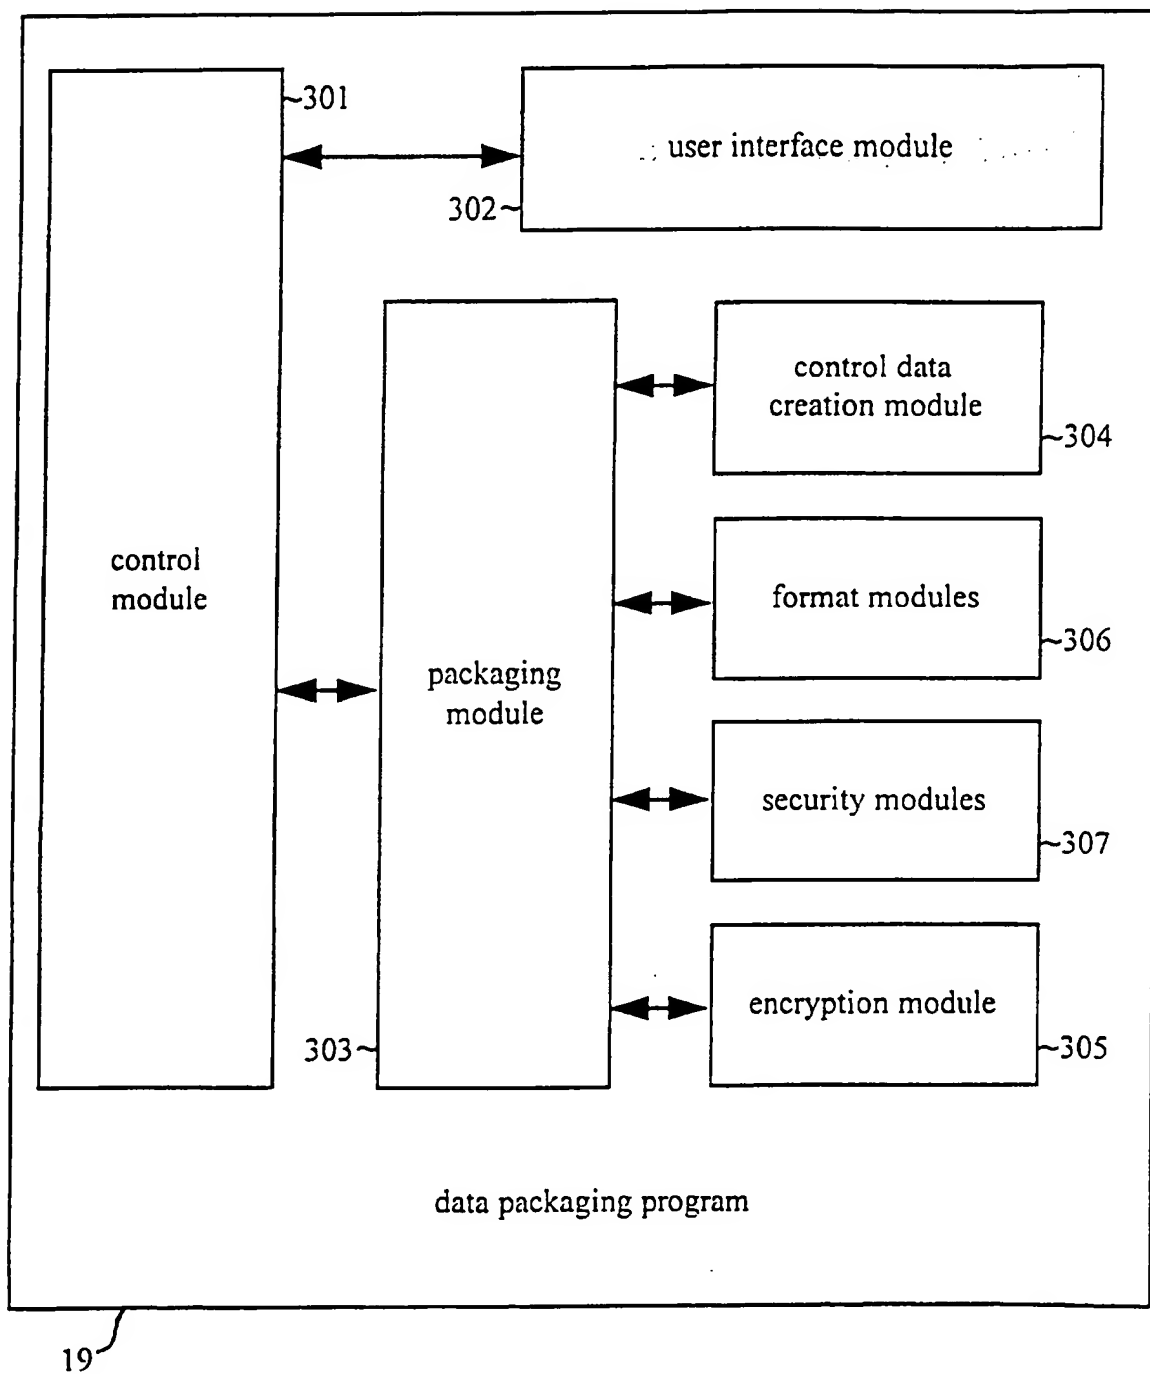 301
user interface module
302
control data
creation module
304
control
module
format modules
306
packaging
module
security modules
307
encryption module
303
305
data packaging program
19